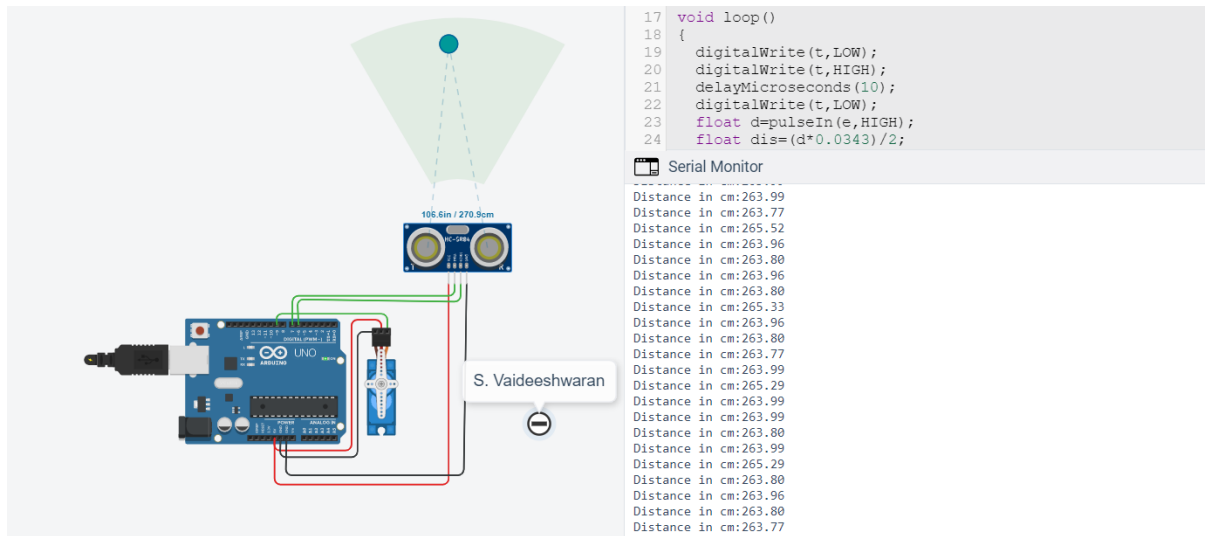 106.6in / 270.9cm
HC-SR04
T
R
DIGITAL (PWM~)
UNO
ARDUINO
POWER
ANALOG IN
S. Vaideeshwaran
17 void loop()
18 {
19 digitalWrite(t,LOW);
20 digitalWrite(t,HIGH);
21 delayMicroseconds(10);
22 digitalWrite(t,LOW);
23 float d=pulseIn(e,HIGH);
24 float dis=(d*0.0343)/2;
Serial Monitor
Distance in cm:263.99
Distance in cm:263.77
Distance in cm:265.52
Distance in cm:263.96
Distance in cm:263.80
Distance in cm:263.96
Distance in cm:263.80
Distance in cm:265.33
Distance in cm:263.96
Distance in cm:263.80
Distance in cm:263.77
Distance in cm:263.99
Distance in cm:265.29
Distance in cm:263.99
Distance in cm:263.99
Distance in cm:263.80
Distance in cm:263.99
Distance in cm:265.29
Distance in cm:263.80
Distance in cm:263.96
Distance in cm:263.80
Distance in cm:263.77